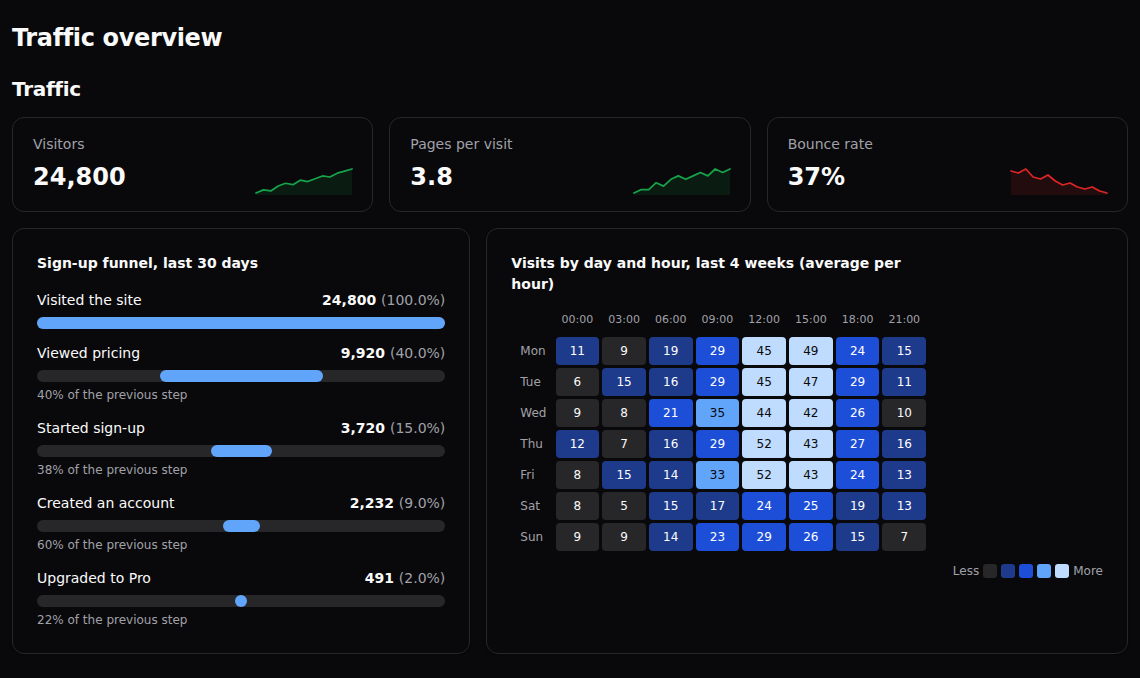 Traffic overview
Traffic
Visitors
24,800
Pages per visit
3.8
Bounce rate
37%
Sign-up funnel, last 30 days
Visited the site 24,800 (100.0%)
Viewed pricing 9,920 (40.0%)
40% of the previous step
Started sign-up 3,720 (15.0%)
38% of the previous step
Created an account 2,232 (9.0%)
60% of the previous step
Upgraded to Pro 491 (2.0%)
22% of the previous step
Visits by day and hour, last 4 weeks (average per
hour)
00:00 03:00 06:00 09:00 12:00 15:00 18:00 21:00
Mon 11 9 19 29 45 49 24 15
Tue 6 15 16 29 45 47 29 11
Wed 9 8 21 35 44 42 26 10
Thu 12 7 16 29 52 43 27 16
Fri 8 15 14 33 52 43 24 13
Sat 8 5 15 17 24 25 19 13
Sun 9 9 14 23 29 26 15 7
Less More